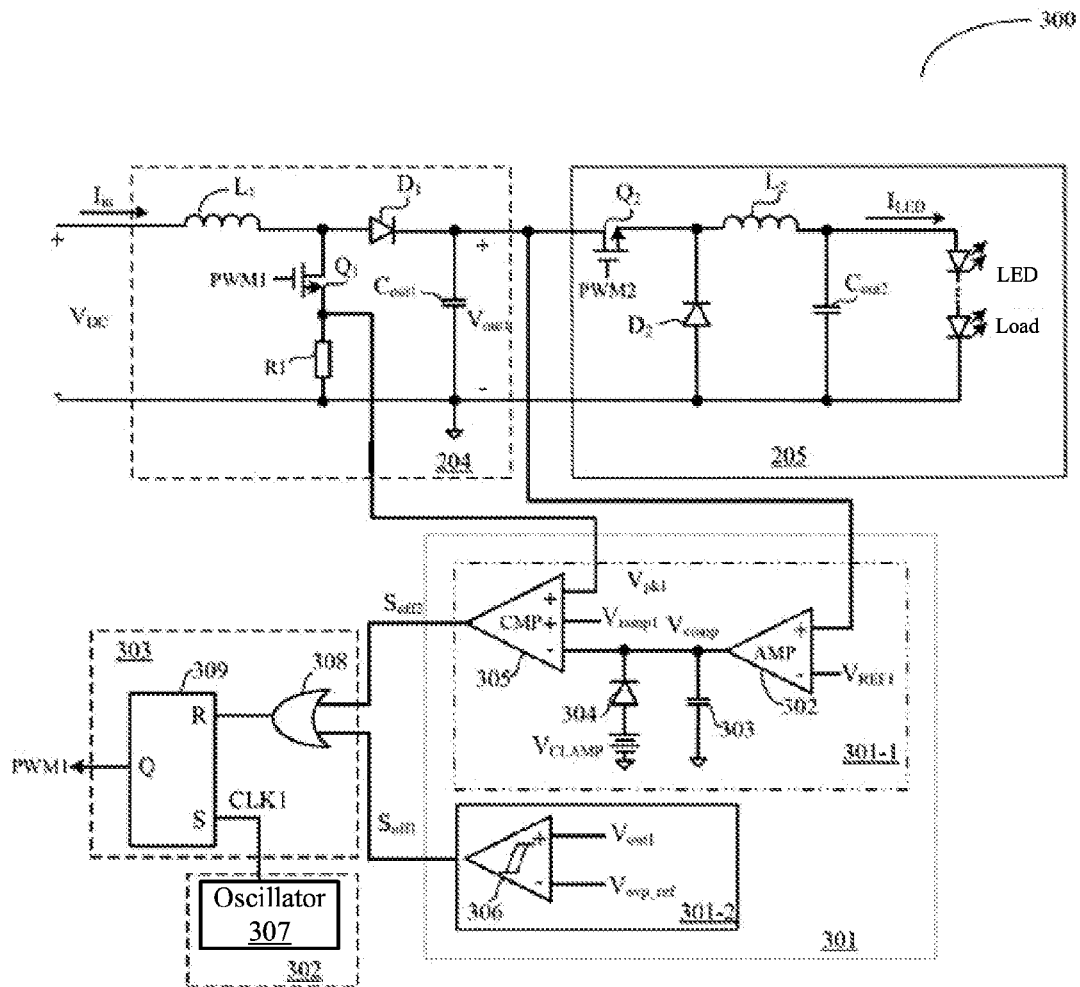 300
I_in
L_1
D_1
Q_2
L_2
I_LED
+
+
PWM1
Q_1
C_out1
V_out1
PWM2
C_out2
LED
V_DC
D_2
Load
R1
-
-
204
205
V_pk1
S_off2
CMP
+
+
-
V_comp
AMP
+
-
V_REF1
303
309
308
305
304
303
302
R
V_CLAMP
301-1
PWM1
Q
S
CLK1
S_off1
+
V_out1
-
V_ovp_ref
306
301-2
Oscillator
307
301
302